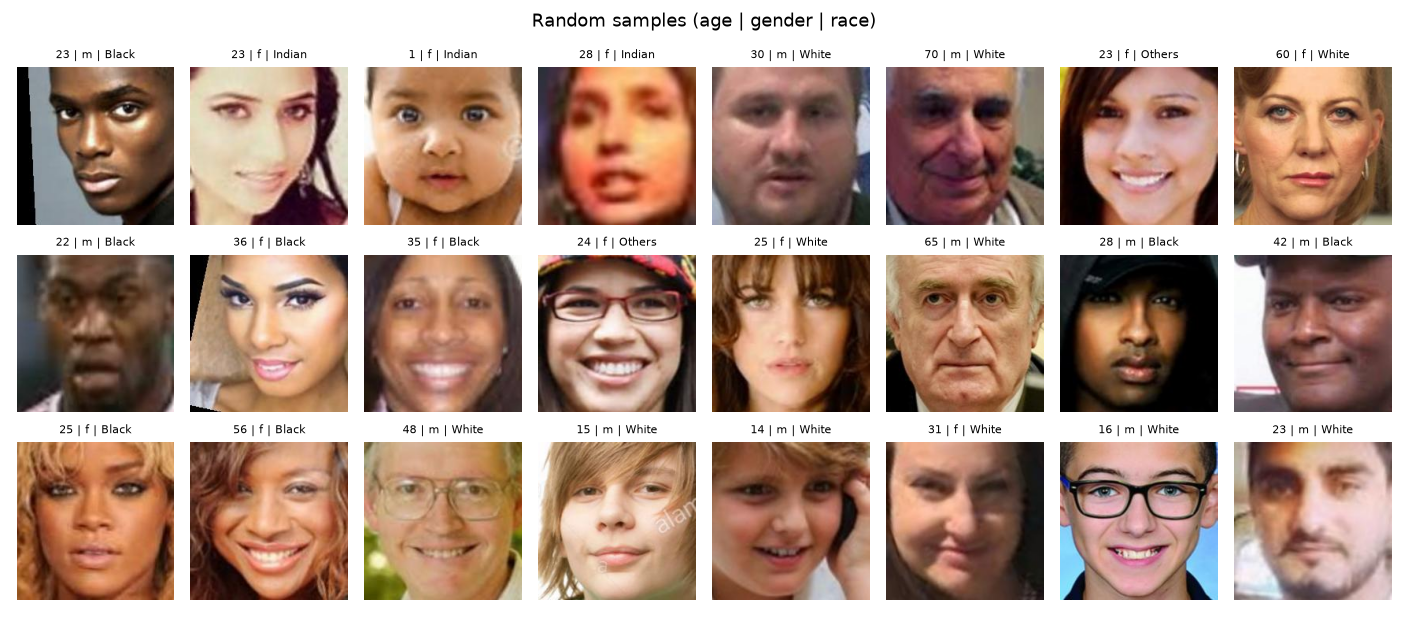 Random samples (age | gender | race)
23 | m | Black
23 | f | Indian
1 | f | Indian
28 | f | Indian
30 | m | White
70 | m | White
23 | f | Others
60 | f | White
22 | m | Black
36 | f | Black
35 | f | Black
24 | f | Others
25 | f | White
65 | m | White
28 | m | Black
42 | m | Black
25 | f | Black
56 | f | Black
48 | m | White
15 | m | White
14 | m | White
31 | f | White
16 | m | White
23 | m | White
alam